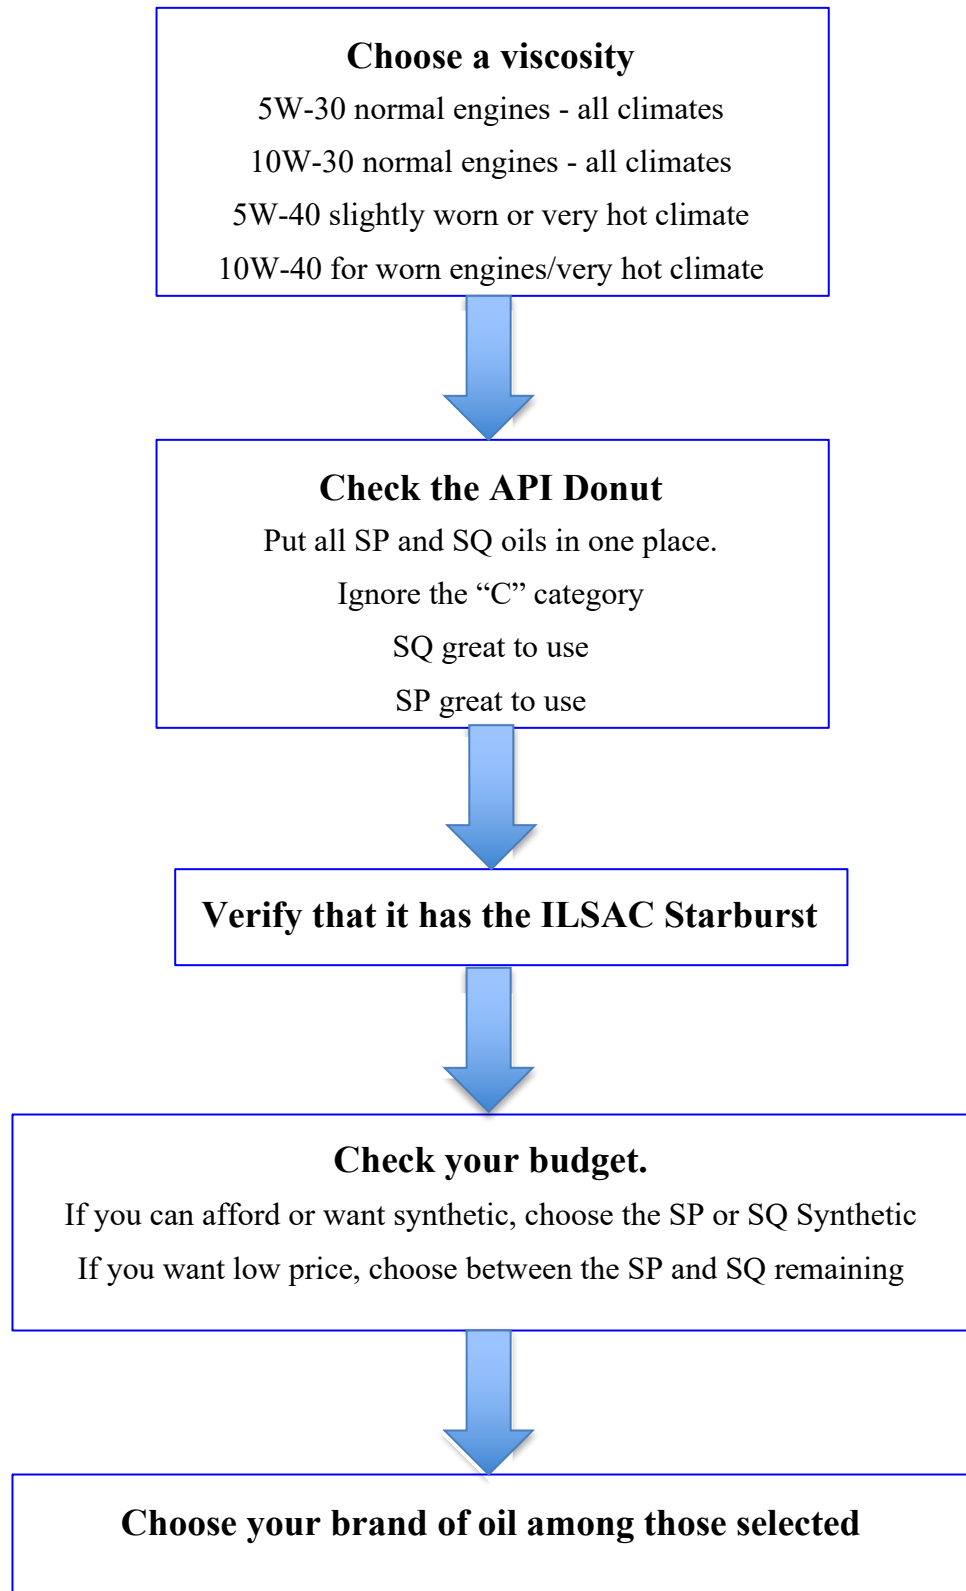 Choose a viscosity
5W-30 normal engines - all climates
10W-30 normal engines - all climates
5W-40 slightly worn or very hot climate
10W-40 for worn engines/very hot climate
Check the API Donut
Put all SP and SQ oils in one place.
Ignore the “C” category
SQ great to use
SP great to use
Verify that it has the ILSAC Starburst
Check your budget.
If you can afford or want synthetic, choose the SP or SQ Synthetic
If you want low price, choose between the SP and SQ remaining
Choose your brand of oil among those selected